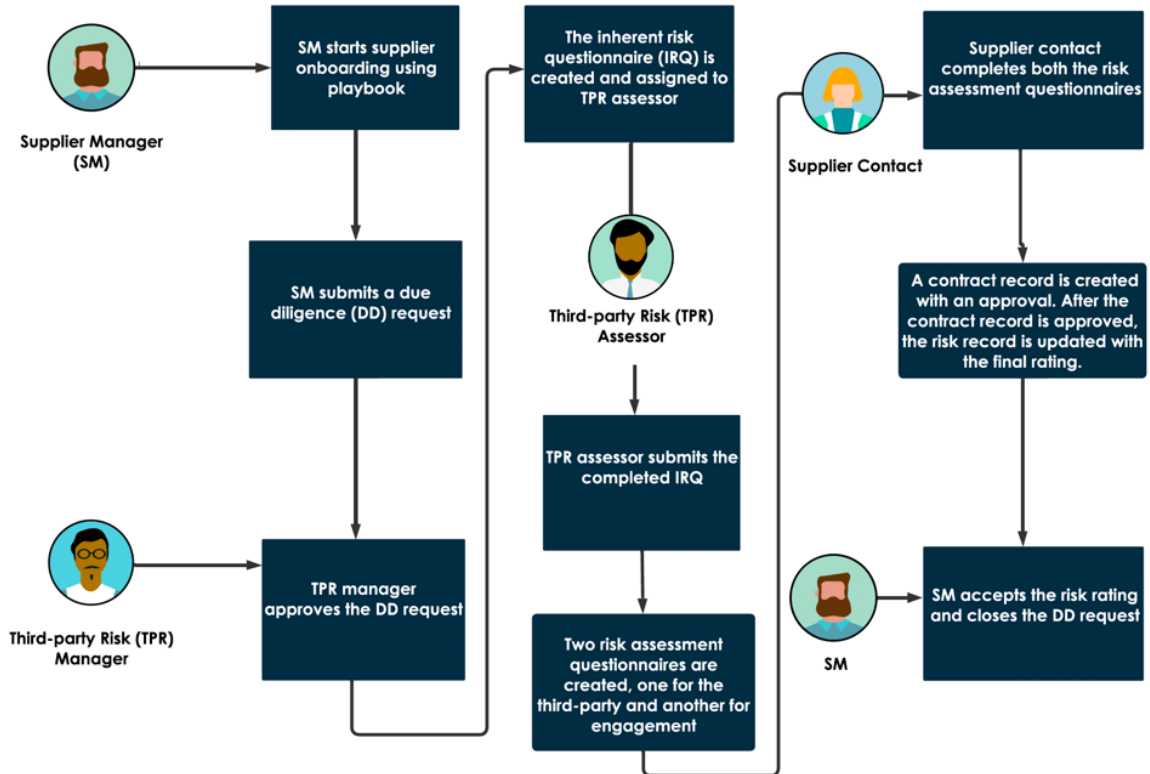 SM starts supplier
onboarding using
playbook
Supplier Manager
(SM)
SM submits a due
diligence (DD) request
TPR manager
approves the DD request
Third-party Risk (TPR)
Manager
The inherent risk
questionnaire (IRQ) is
created and assigned to
TPR assessor
Third-party Risk (TPR)
Assessor
TPR assessor submits the
completed IRQ
Two risk assessment
questionnaires are
created, one for the
third-party and another for
engagement
Supplier contact
completes both the risk
assessment questionnaires
Supplier Contact
A contract record is created
with an approval. After the
contract record is approved,
the risk record is updated with
the final rating.
SM accepts the risk rating
and closes the DD request
SM